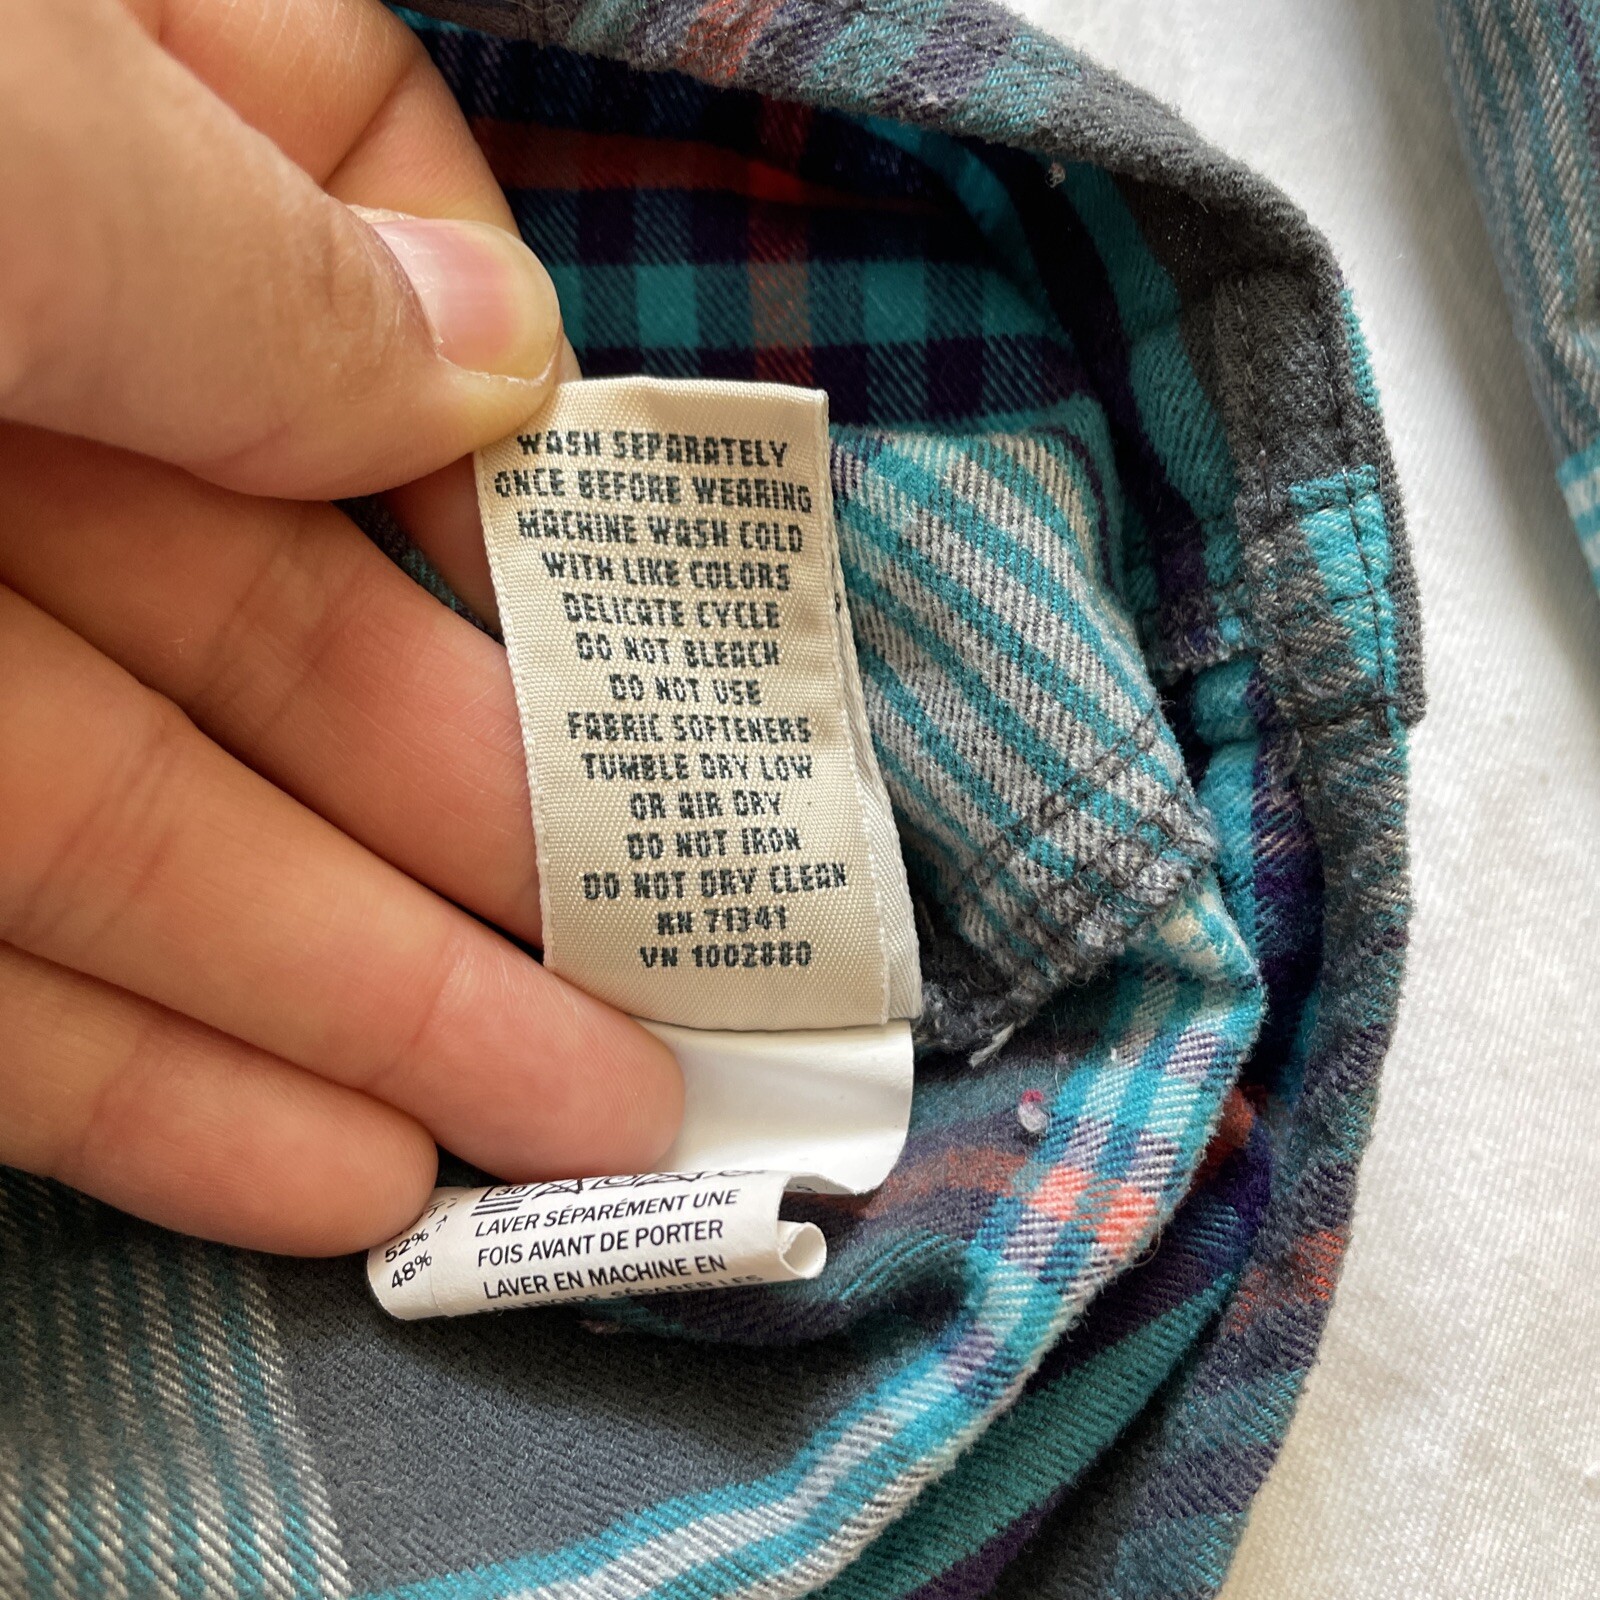 WASH SEPARATELY
ONCE BEFORE WEARING
MACHINE WASH COLD
WITH LIKE COLORS
DELICATE CYCLE
DO NOT BLEACH
DO NOT USE
FABRIC SOFTENERS
TUMBLE DRY LOW
OR AIR DRY
DO NOT IRON
DO NOT DRY CLEAN
RN 71341
VN 1002880
30
52%
48%
LAVER SÉPARÉMENT UNE
FOIS AVANT DE PORTER
LAVER EN MACHINE EN